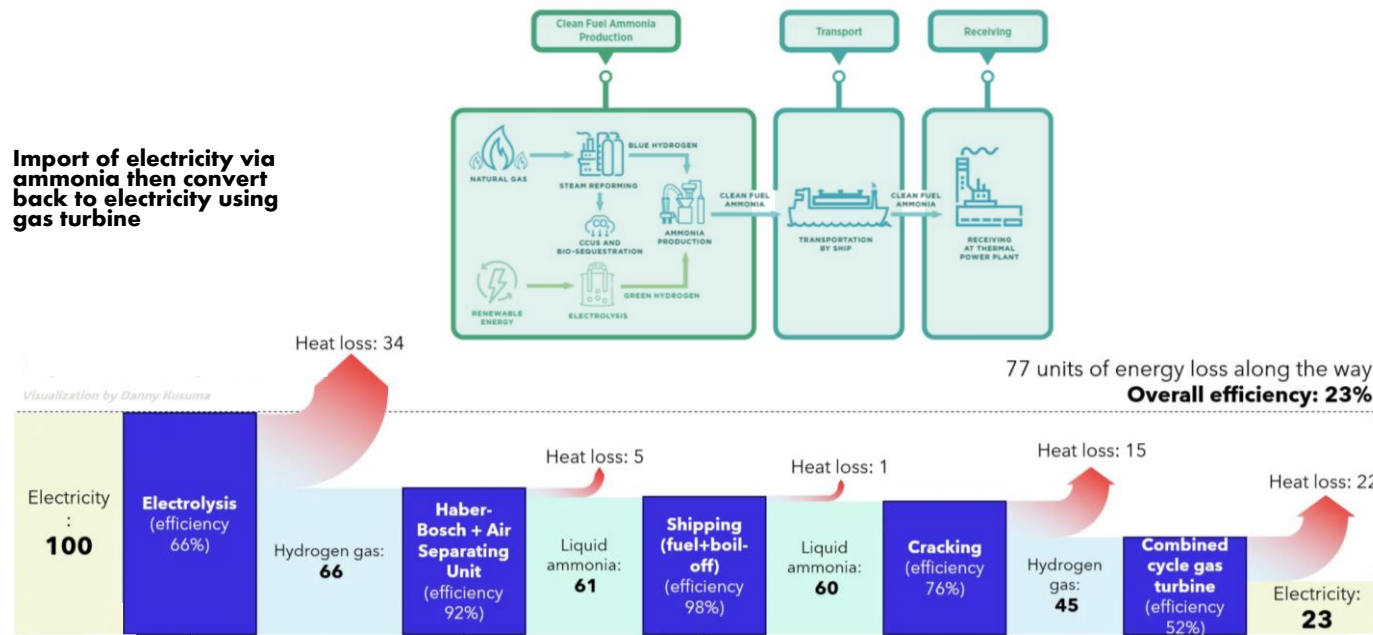 Clean Fuel Ammonia
Production
Transport
Receiving
Import of electricity via
ammonia then convert
back to electricity using
gas turbine
NATURAL GAS
STEAM REFORMING
BLUE HYDROGEN
CO₂
CCUS AND
BIO-SEQUESTRATION
AMMONIA
PRODUCTION
RENEWABLE
ENERGY
ELECTROLYSIS
GREEN HYDROGEN
CLEAN FUEL
AMMONIA
TRANSPORTATION
BY SHIP
CLEAN FUEL
AMMONIA
RECEIVING
AT THERMAL
POWER PLANT
Heat loss: 34
77 units of energy loss along the way
Overall efficiency: 23%
Visualization by Danny Kusuma
Electricity
:
100
Electrolysis
(efficiency
66%)
Hydrogen gas:
66
Haber-
Bosch + Air
Separating
Unit
(efficiency
92%)
Heat loss: 5
Liquid
ammonia:
61
Shipping
(fuel+boil-
off)
(efficiency
98%)
Heat loss: 1
Liquid
ammonia:
60
Cracking
(efficiency
76%)
Heat loss: 15
Hydrogen
gas:
45
Combined
cycle gas
turbine
(efficiency
52%)
Heat loss: 22
Electricity:
23